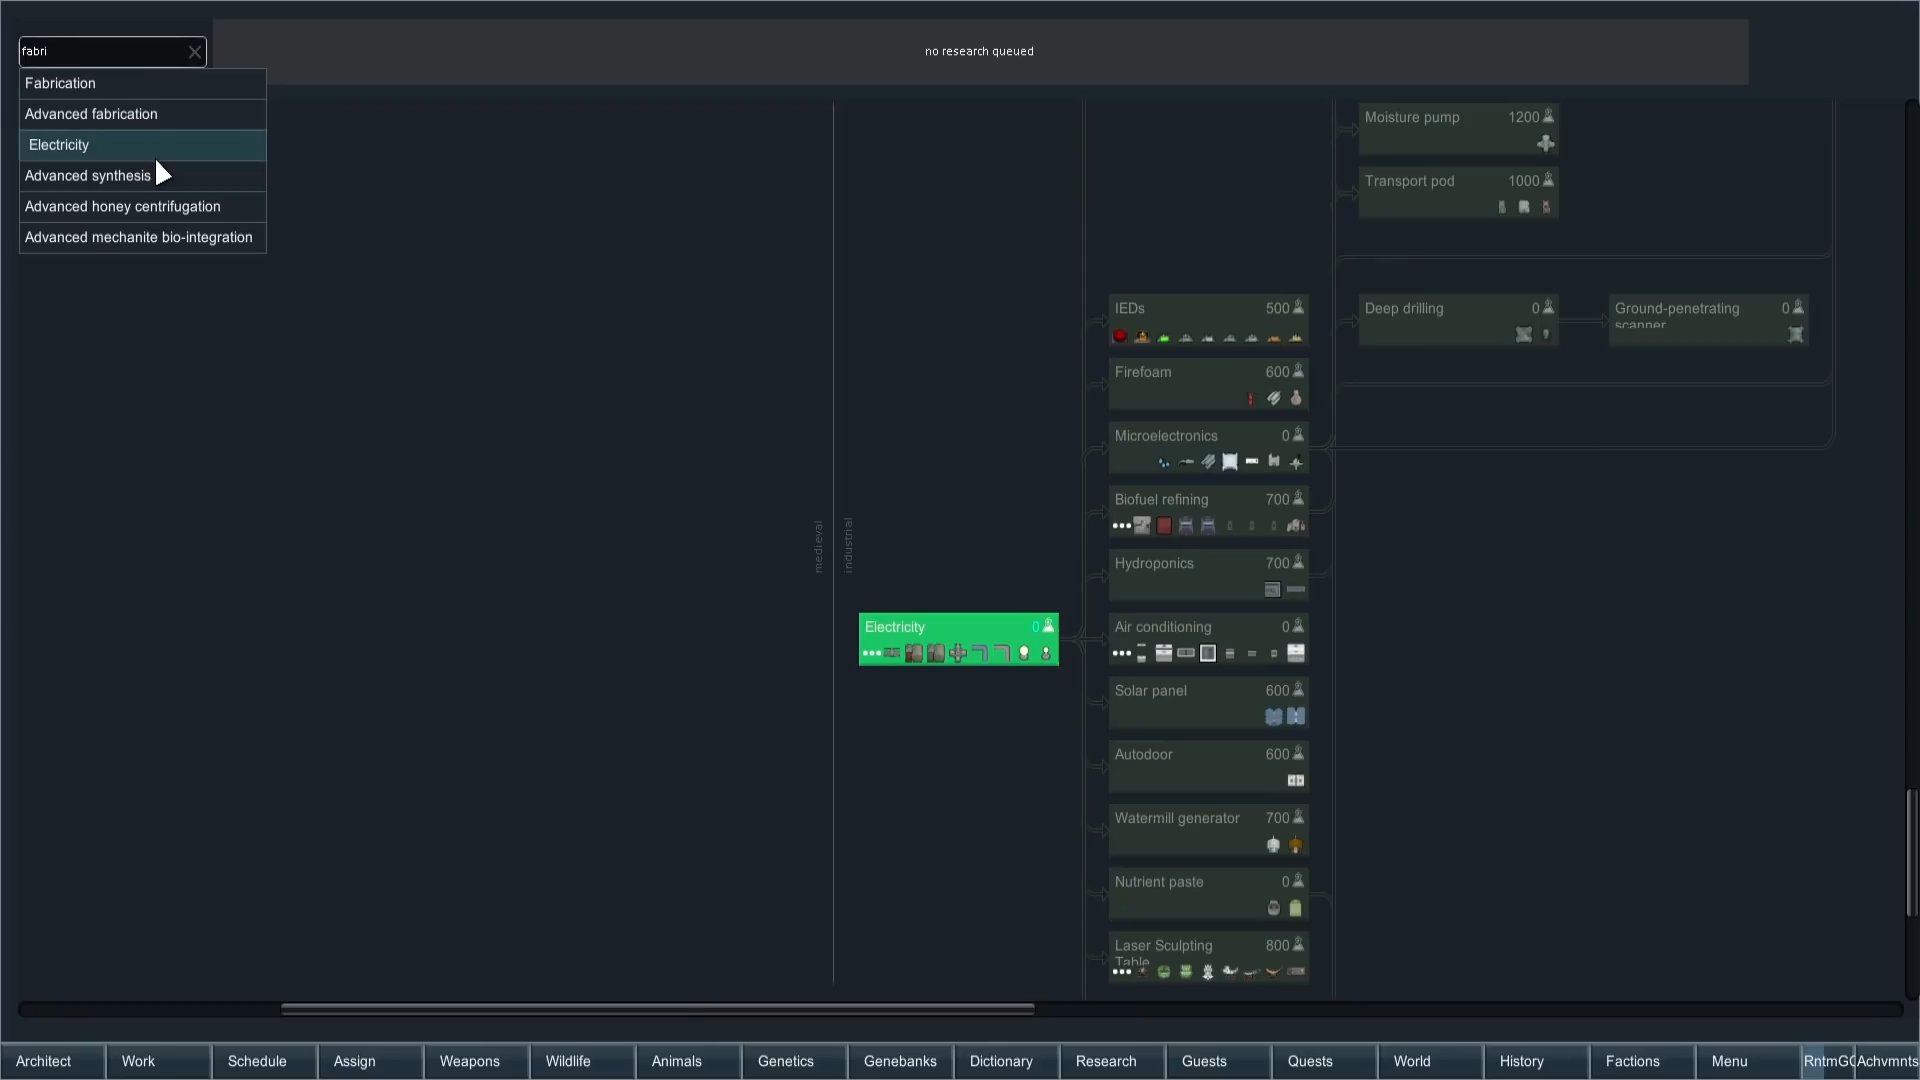 fabri
no research queued
Fabrication
Advanced fabrication
Electricity
Advanced synthesis
Advanced honey centrifugation
Advanced mechanite bio-integration
Moisture pump 1200
Transport pod 1000
IEDs 500
Deep drilling 0
Ground-penetrating 0
scanner
Firefoam 600
Microelectronics 0
Biofuel refining 700
medieval
industrial
Hydroponics 700
Electricity 0
Air conditioning 0
Solar panel 600
Autodoor 600
Watermill generator 700
Nutrient paste 0
Laser Sculpting 800
Table
Architect Work Schedule Assign Weapons Wildlife Animals Genetics Genebanks Dictionary Research Guests Quests World History Factions Menu RntmGC Achvmnts